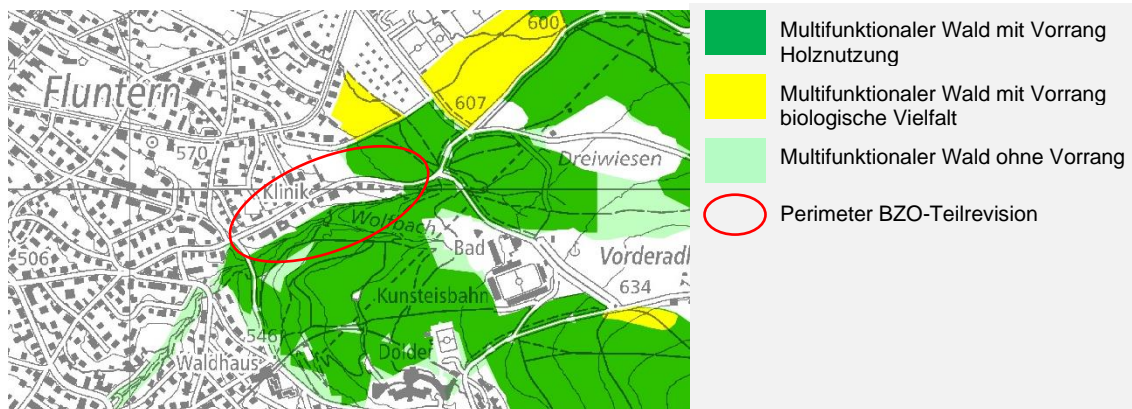 600
Fluntern
607
570
Dreiwiesen
Klinik
Wolfbach
Bad
506
Vorderadl
Kunsteisbahn
634
546
Dolder
Waldhaus
Multifunktionaler Wald mit Vorrang
Holznutzung
Multifunktionaler Wald mit Vorrang
biologische Vielfalt
Multifunktionaler Wald ohne Vorrang
Perimeter BZO-Teilrevision